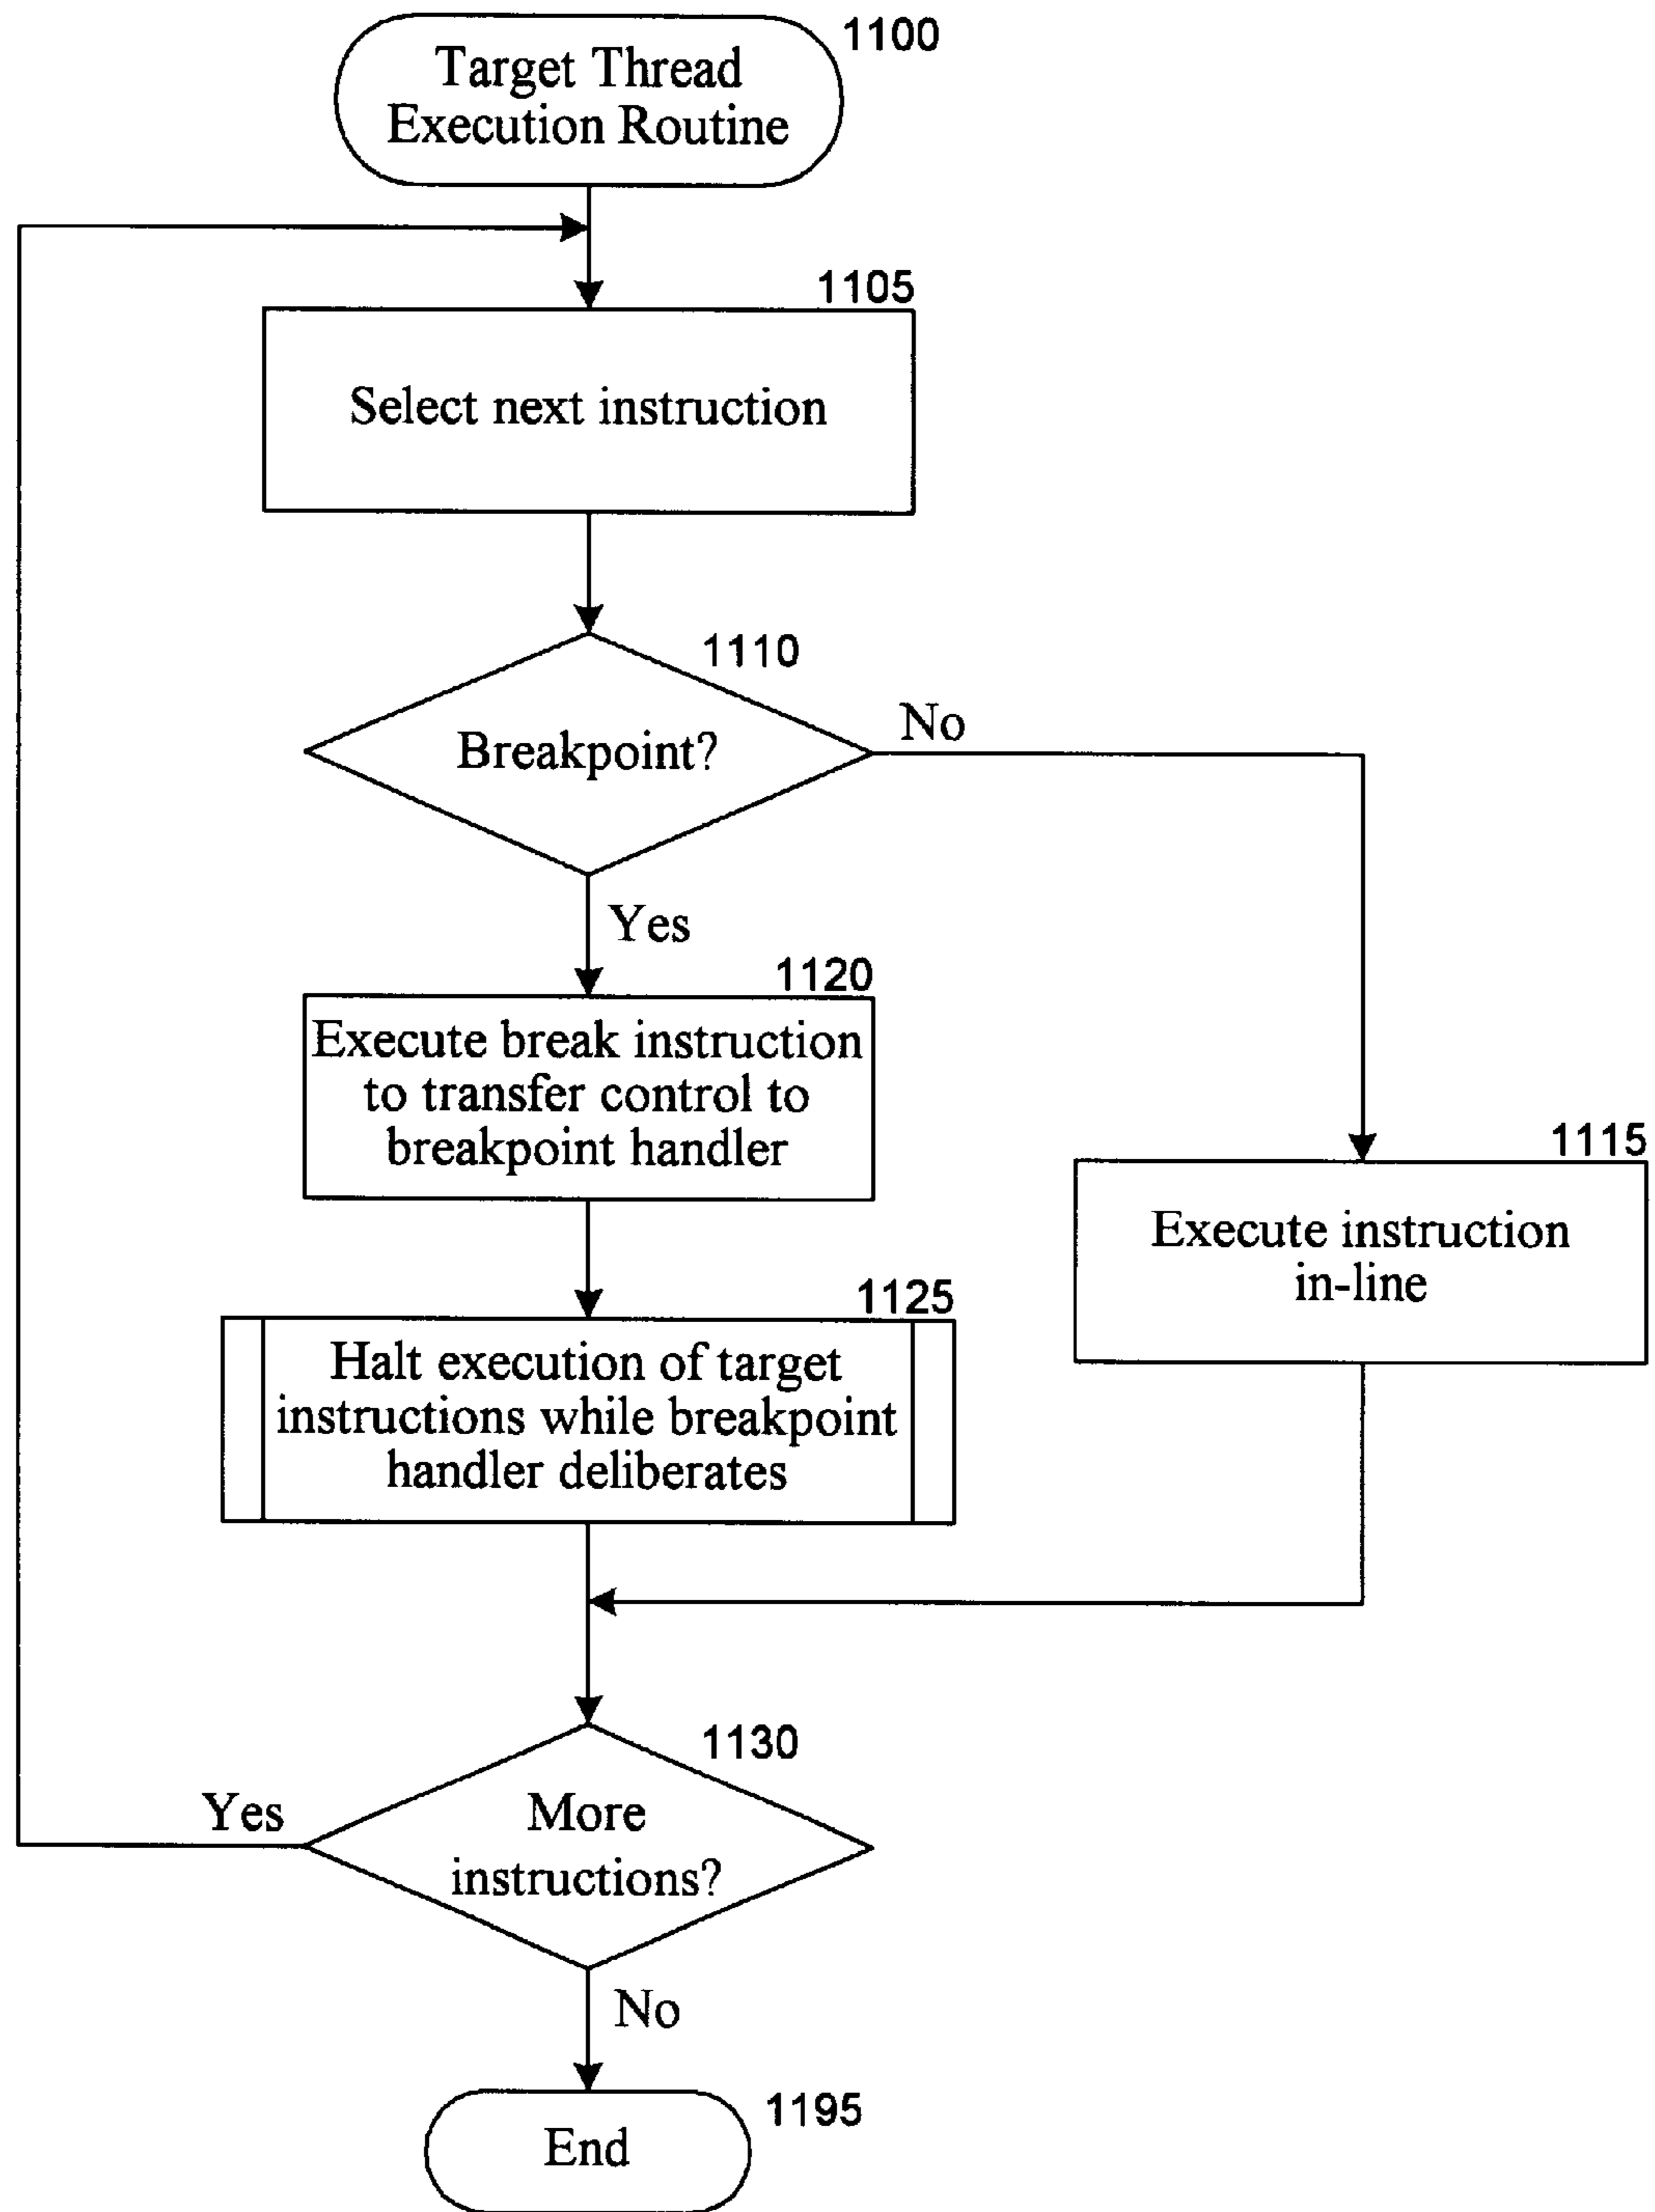 1100
Target Thread
Execution Routine
1105
Select next instruction
1110
Breakpoint?
No
Yes
1120
Execute break instruction
to transfer control to
breakpoint handler
1115
Execute instruction
in-line
1125
Halt execution of target
instructions while breakpoint
handler deliberates
1130
More
instructions?
Yes
No
1195
End